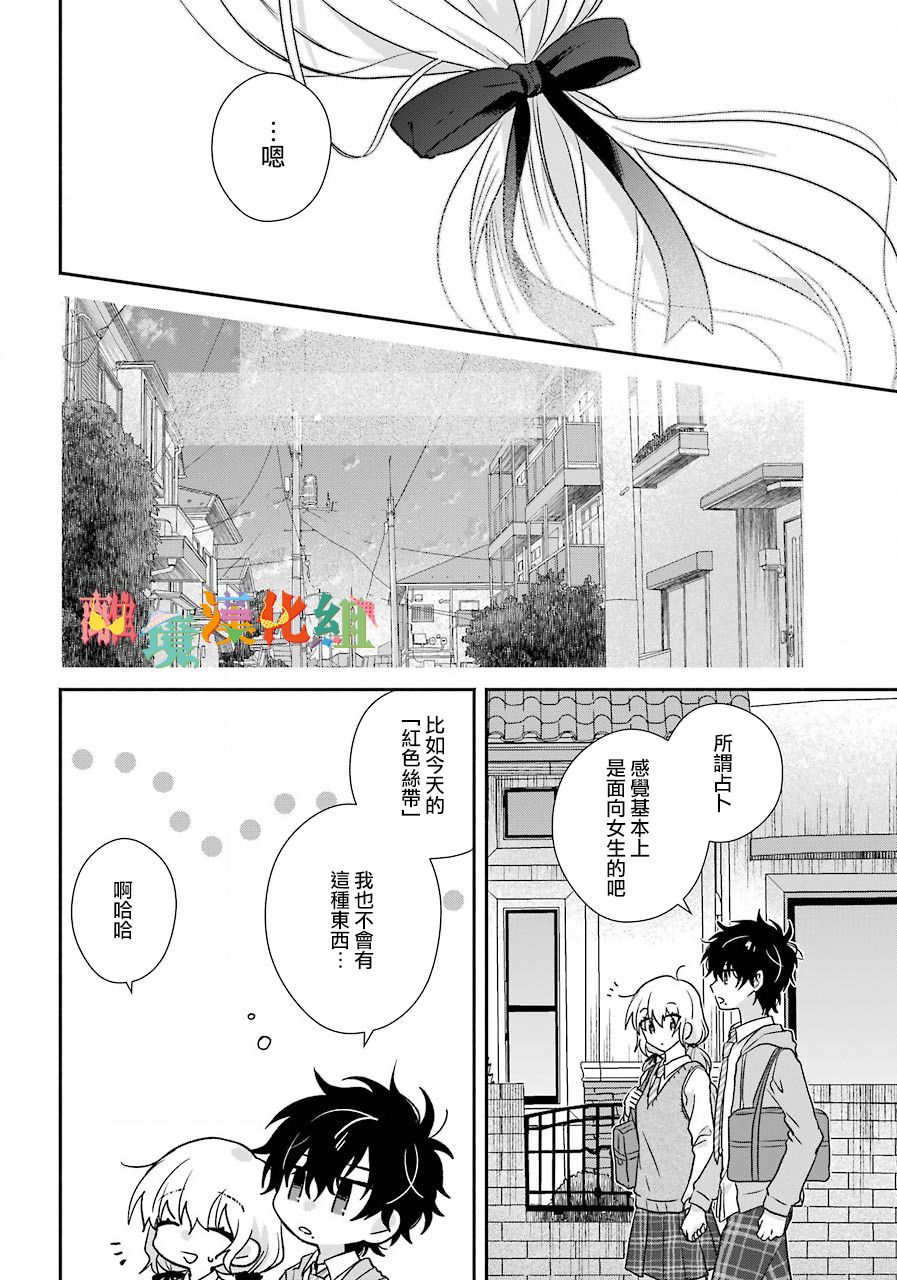 …嗯
離境漢化組
所謂占卜
感覺基本上
是面向女生的吧
比如今天的
「紅色絲帶」
我也不會有
這種東西…
啊哈哈